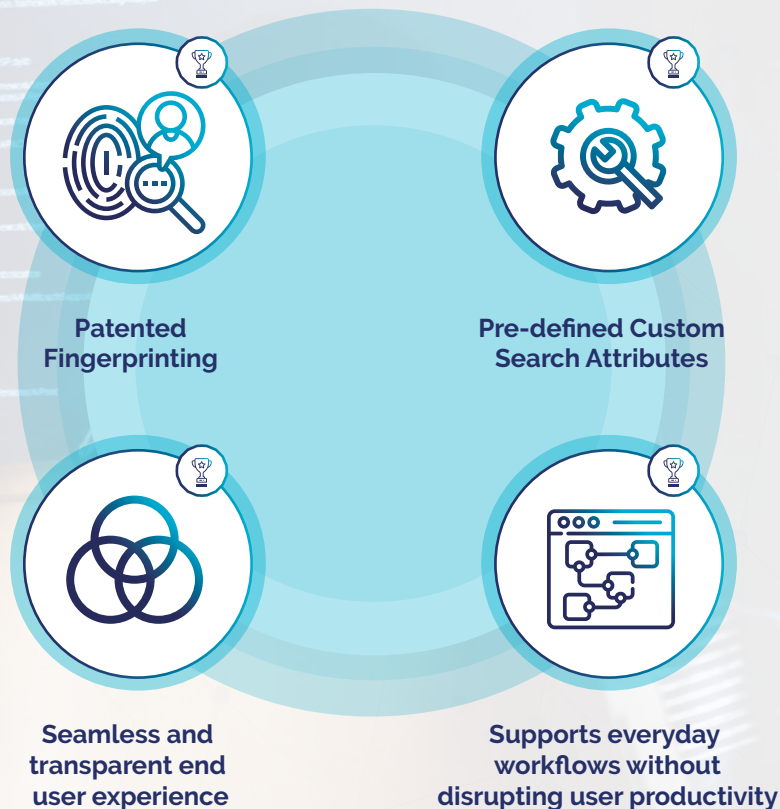 Patented
Fingerprinting
Pre-defined Custom
Search Attributes
Seamless and
transparent end
user experience
Supports everyday
workflows without
disrupting user productivity